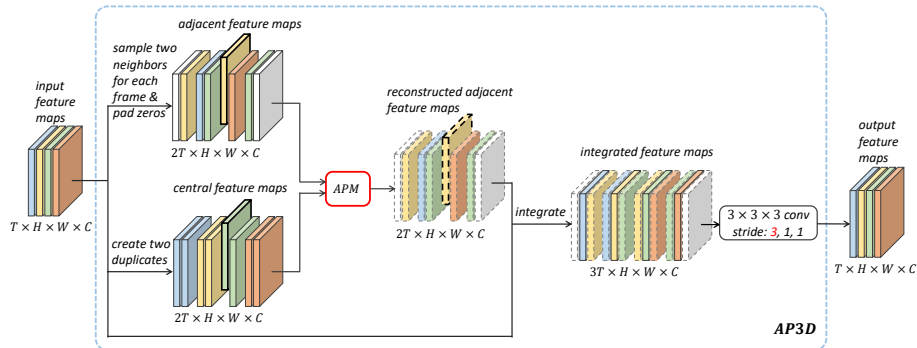 input
feature
maps
T × H × W × C
sample two
neighbors
for each
frame &
pad zeros
adjacent feature maps
2T × H × W × C
central feature maps
create two
duplicates
2T × H × W × C
APM
reconstructed adjacent
feature maps
2T × H × W × C
integrate
integrated feature maps
3T × H × W × C
3 × 3 × 3 conv
stride: 3, 1, 1
output
feature
maps
T × H × W × C
AP3D